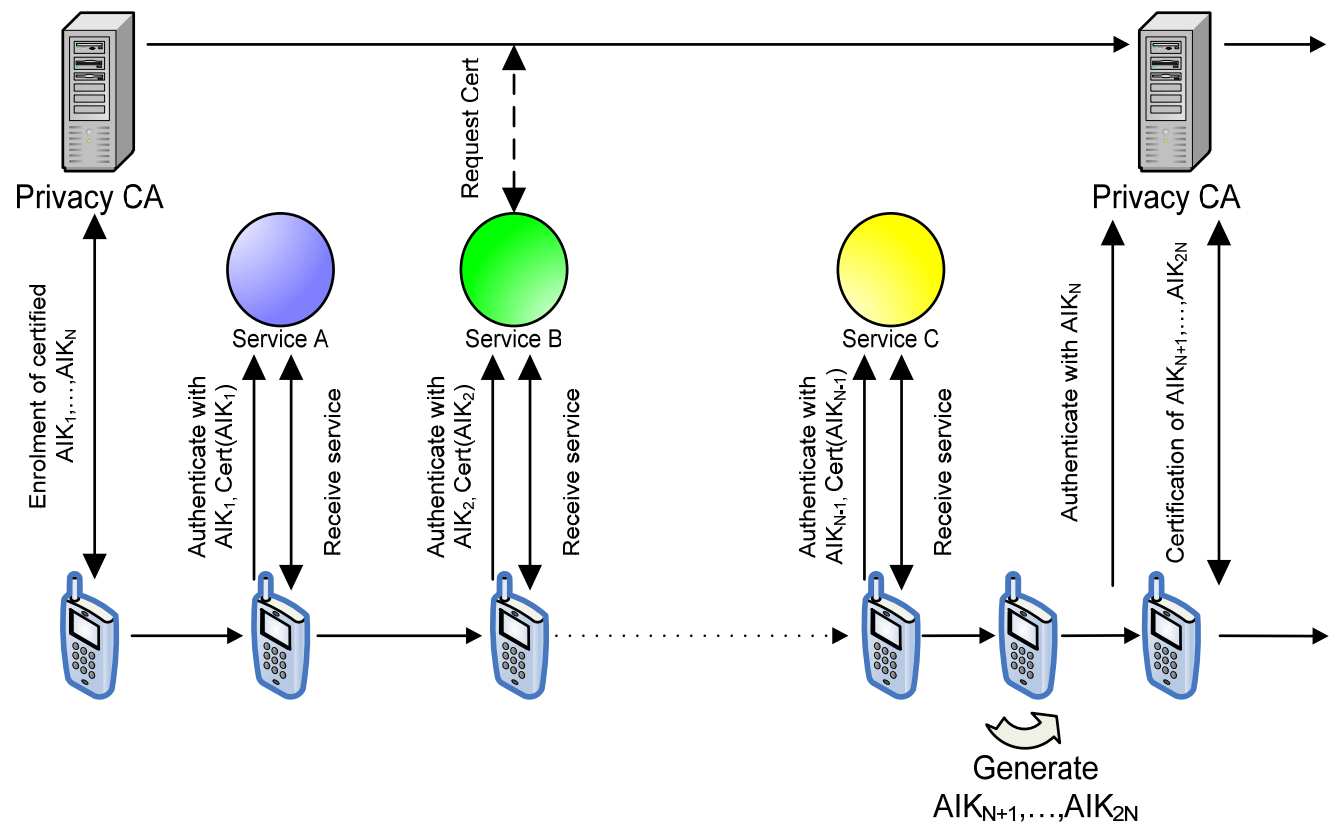 Privacy CA
Request Cert
Privacy CA
Enrolment of certified
AIK1,…,AIKN
Service A
Authenticate with
AIK1, Cert(AIK1)
Receive service
Service B
Authenticate with
AIK2, Cert(AIK2)
Receive service
Service C
Authenticate with
AIKN-1, Cert(AIKN-1)
Receive service
Authenticate with AIKN
Certification of AIKN+1,…,AIK2N
Generate
AIKN+1,…,AIK2N